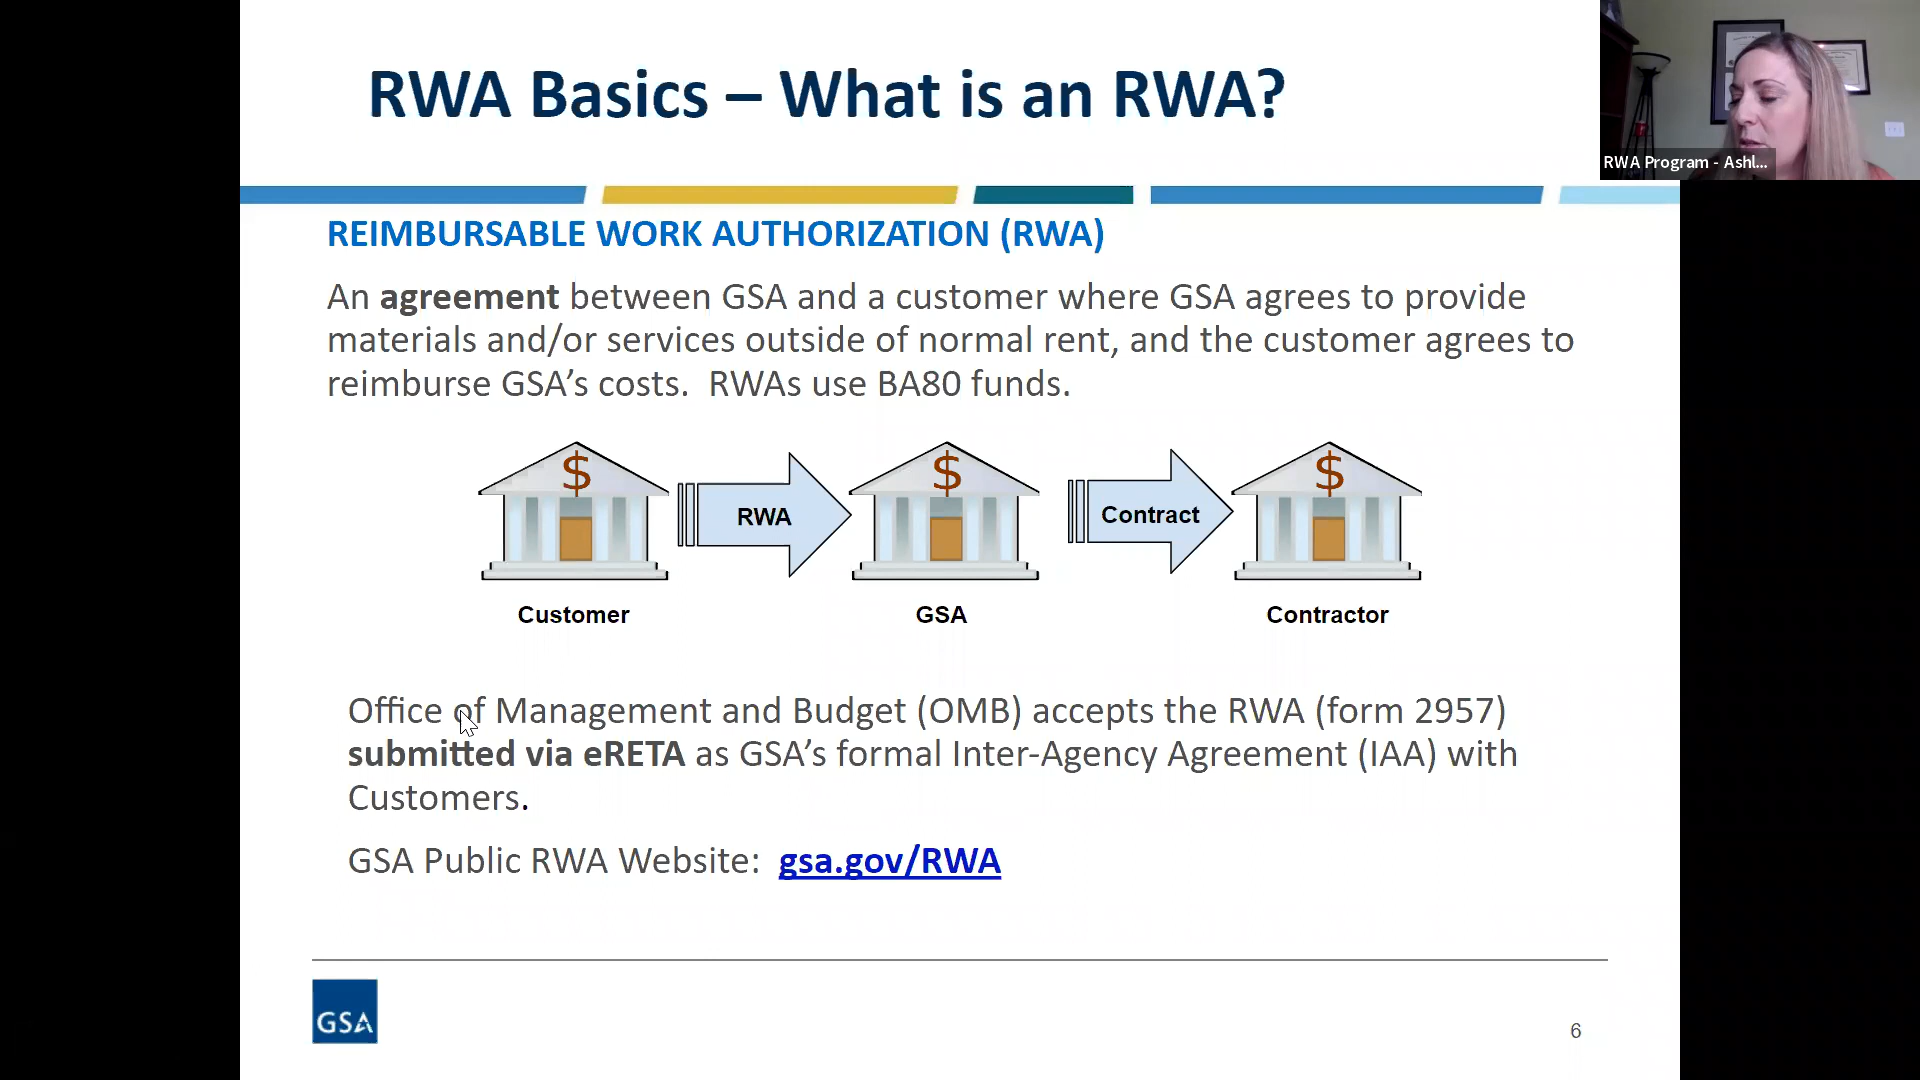 RWA Basics – What is an RWA?
RWA Program - Ashl...
REIMBURSABLE WORK AUTHORIZATION (RWA)
An agreement between GSA and a customer where GSA agrees to provide
materials and/or services outside of normal rent, and the customer agrees to
reimburse GSA’s costs.  RWAs use BA80 funds.
$ $ $
RWA Contract
Customer GSA Contractor
Office of Management and Budget (OMB) accepts the RWA (form 2957)
submitted via eRETA as GSA’s formal Inter-Agency Agreement (IAA) with
Customers.
GSA Public RWA Website:  gsa.gov/RWA
GSA
6